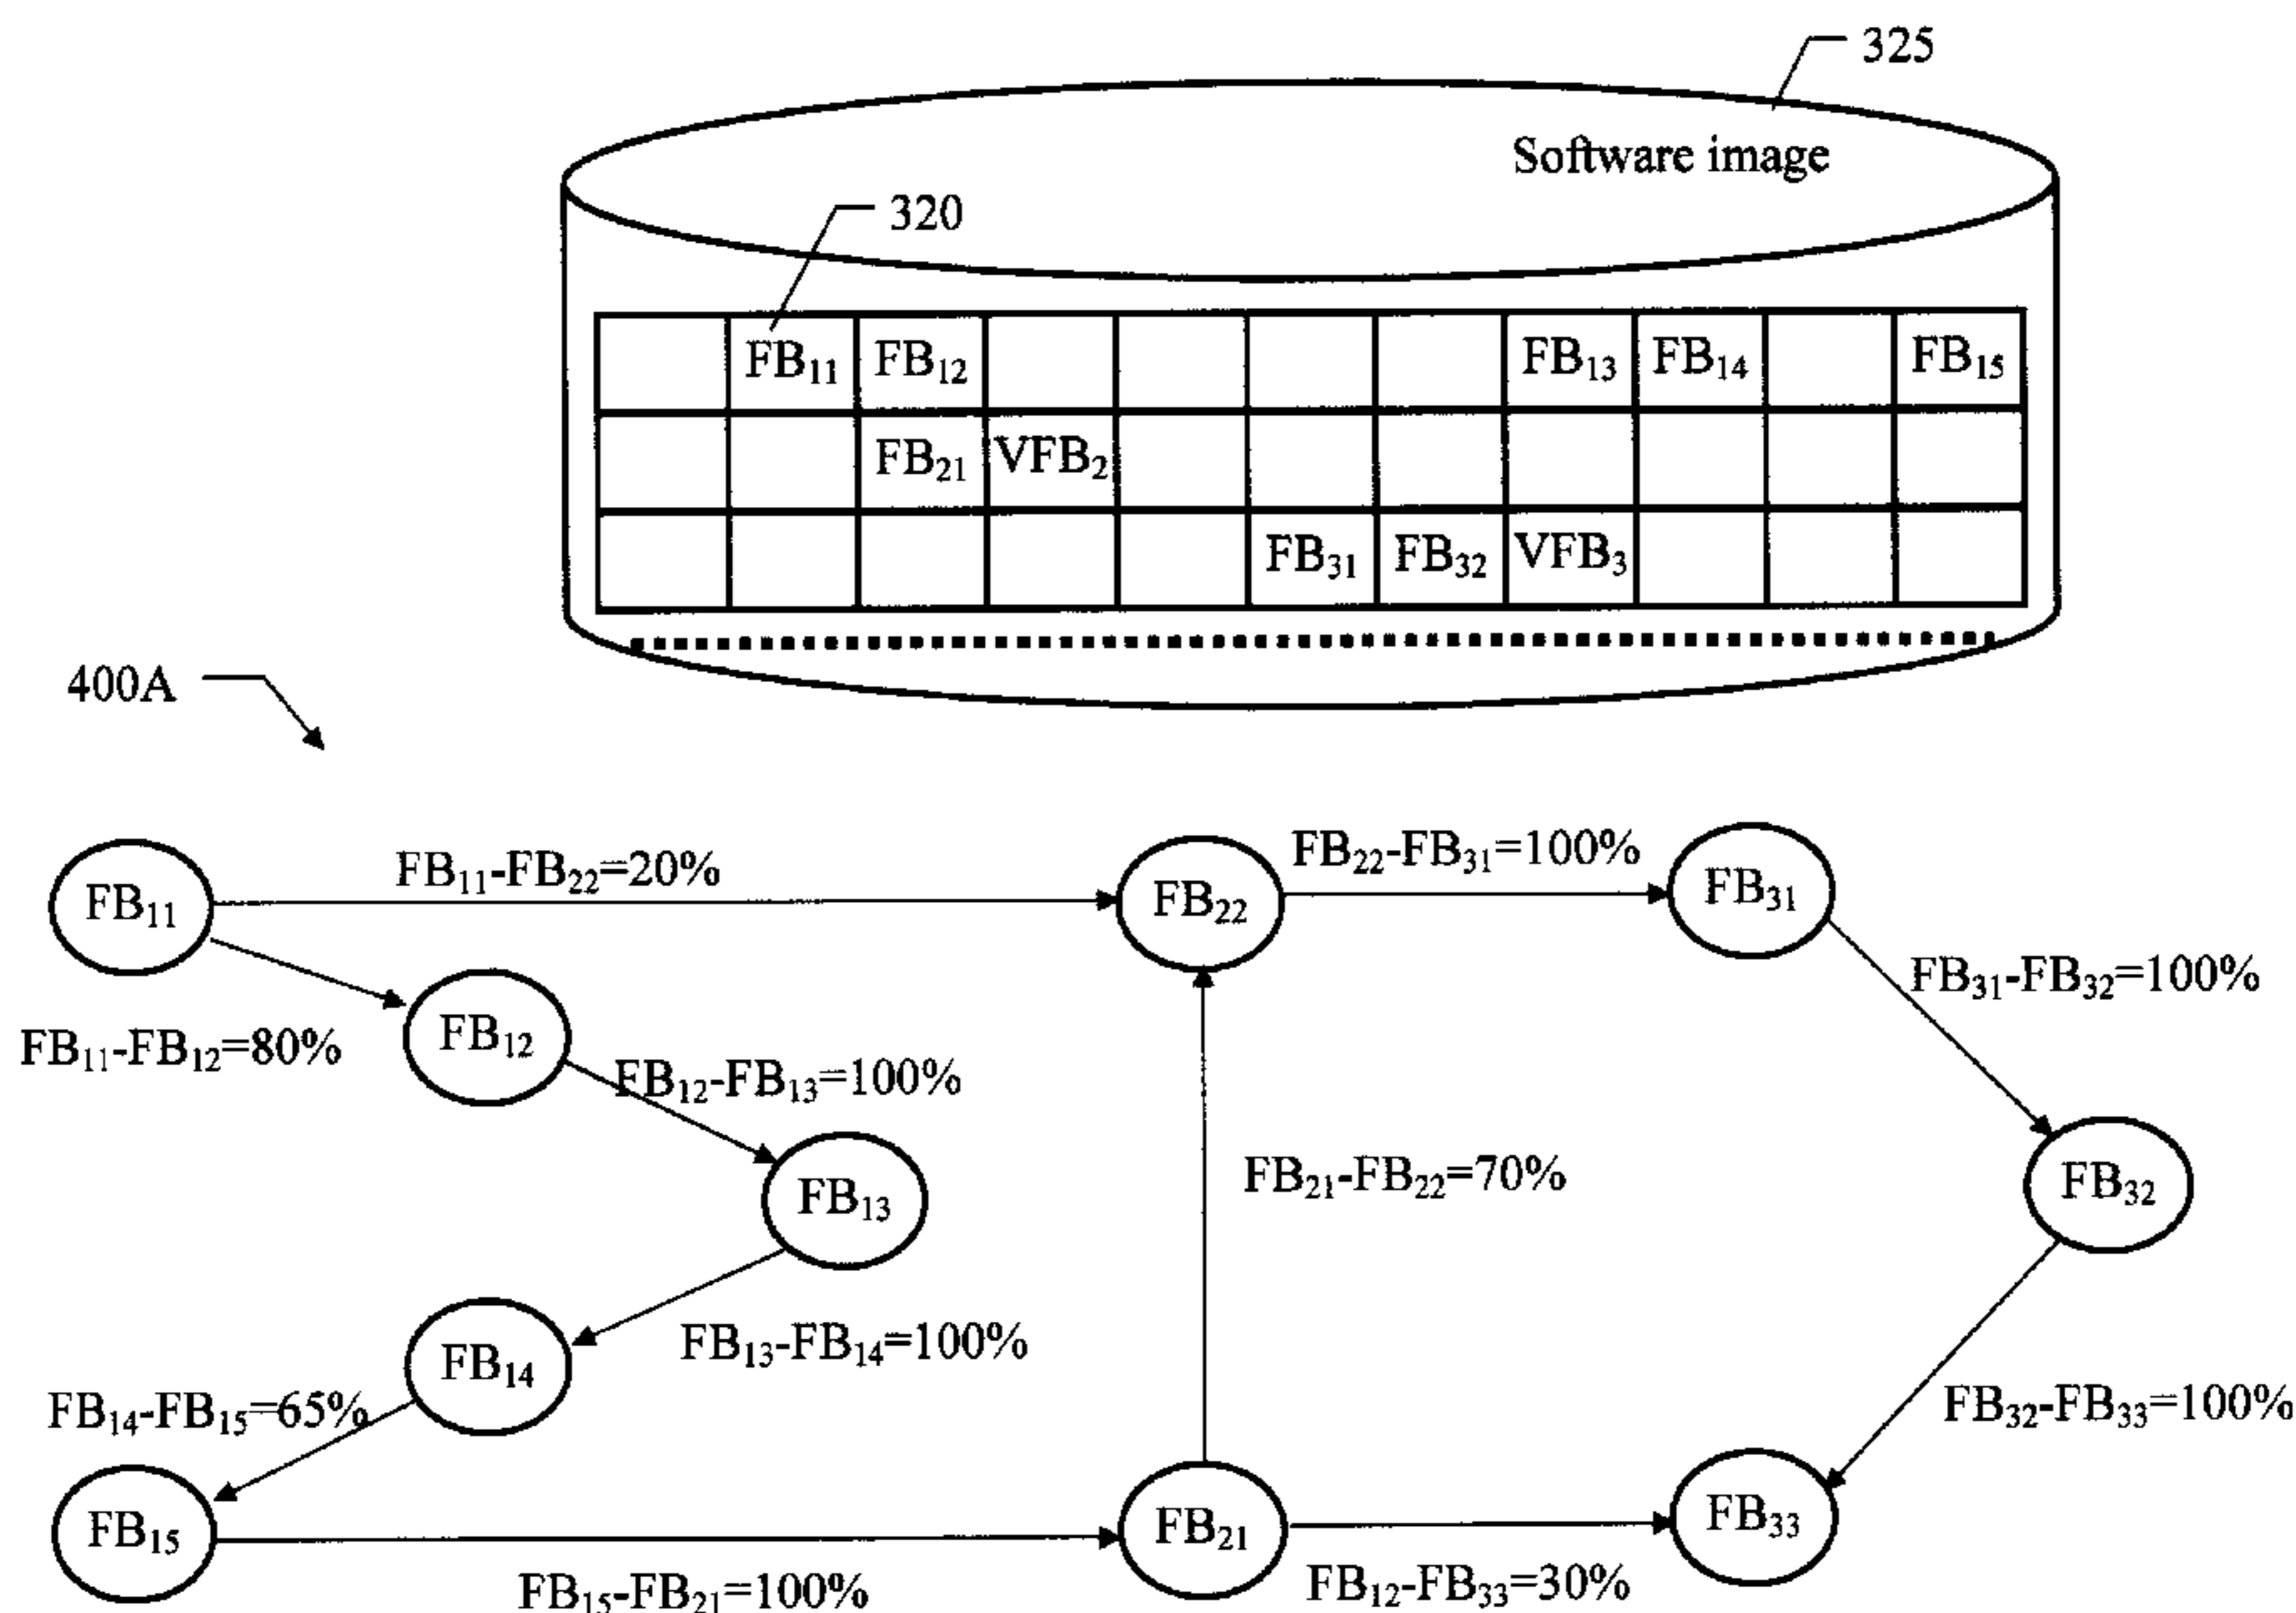 325
Software image
320
FB₁₁ FB₁₂ FB₁₃ FB₁₄ FB₁₅
FB₂₁ VFB₂
FB₃₁ FB₃₂ VFB₃
400A
FB₁₁-FB₂₂=20%
FB₂₂-FB₃₁=100%
FB₁₁
FB₂₂
FB₃₁
FB₃₁-FB₃₂=100%
FB₁₁-FB₁₂=80%
FB₁₂
FB₁₂-FB₁₃=100%
FB₁₃
FB₂₁-FB₂₂=70%
FB₃₂
FB₁₃-FB₁₄=100%
FB₁₄
FB₁₄-FB₁₅=65%
FB₃₂-FB₃₃=100%
FB₁₅
FB₂₁
FB₃₃
FB₁₅-FB₂₁=100%
FB₁₂-FB₃₃=30%